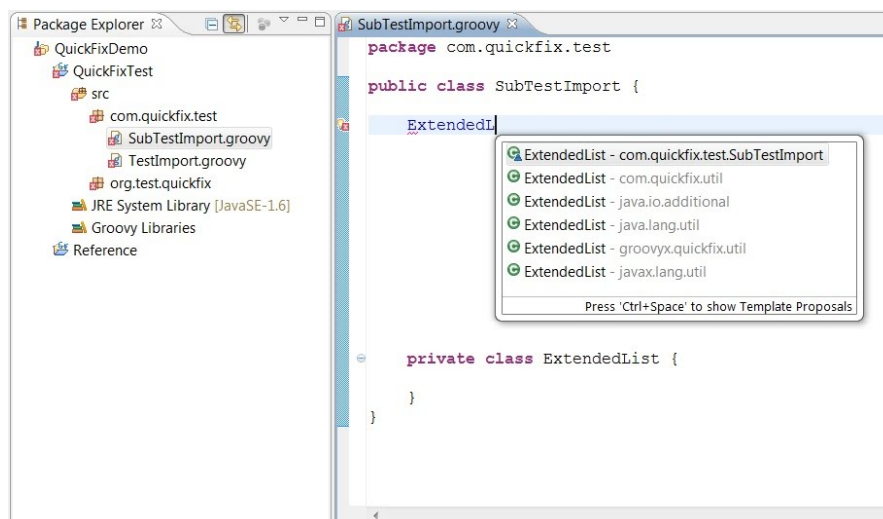 Package Explorer
QuickFixDemo
QuickFixTest
src
com.quickfix.test
SubTestImport.groovy
TestImport.groovy
org.test.quickfix
JRE System Library [JavaSE-1.6]
Groovy Libraries
Reference
SubTestImport.groovy
package com.quickfix.test
public class SubTestImport {
ExtendedL
ExtendedList - com.quickfix.test.SubTestImport
ExtendedList - com.quickfix.util
ExtendedList - java.io.additional
ExtendedList - java.lang.util
ExtendedList - groovyx.quickfix.util
ExtendedList - javax.lang.util
Press 'Ctrl+Space' to show Template Proposals
private class ExtendedList {
}
}